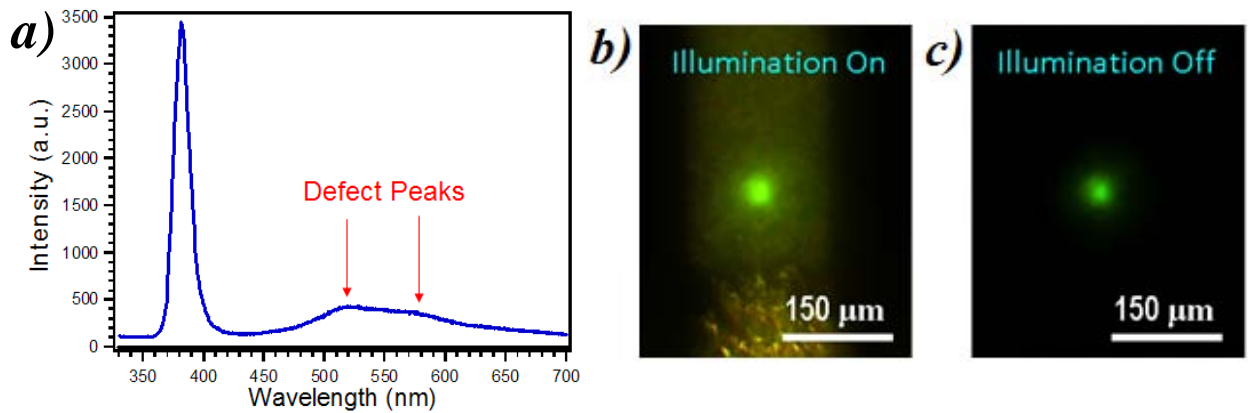 a)
3500
3000
2500
2000
1500
1000
500
0
Intensity (a.u.)
Defect Peaks
350
400
450
500
550
600
650
700
Wavelength (nm)
b)
Illumination On
150 µm
c)
Illumination Off
150 µm